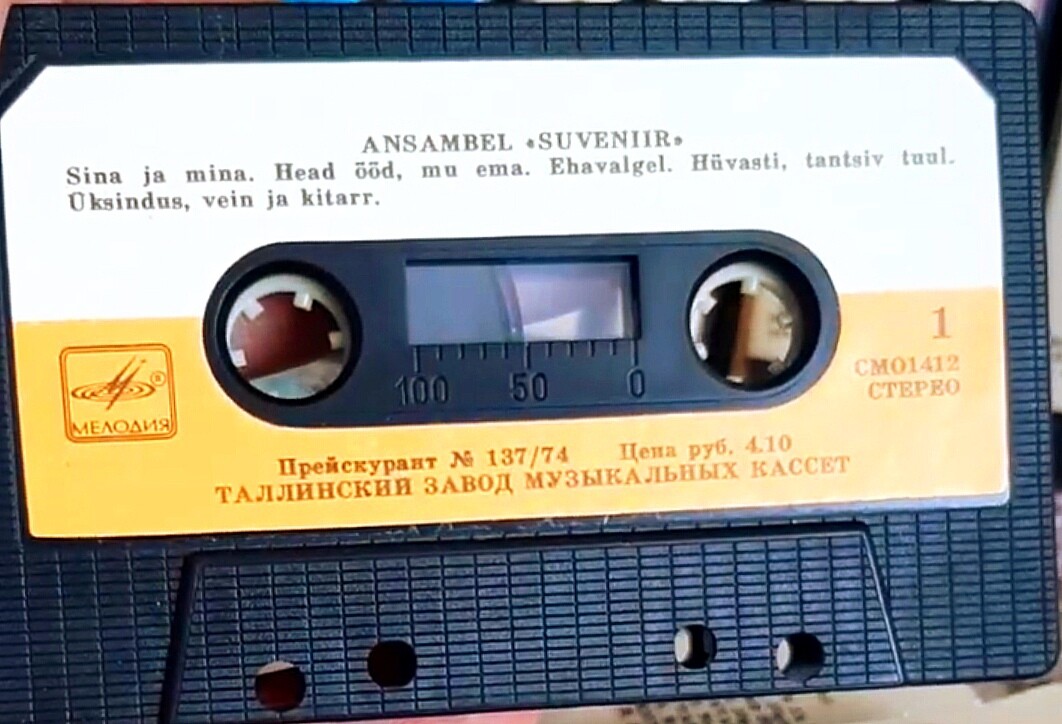 ANSAMBEL «SUVENIIR»
Sina ja mina. Head ööd, mu ema. Ehavalgel. Hüvasti, tantsiv tuul.
Üksindus, vein ja kitarr.
100 50 0
1
СМ01412
СТЕРЕО
®
МЕЛОДИЯ
Прейскурант № 137/74 Цена руб. 4.10
ТАЛЛИНСКИЙ ЗАВОД МУЗЫКАЛЬНЫХ КАССЕТ